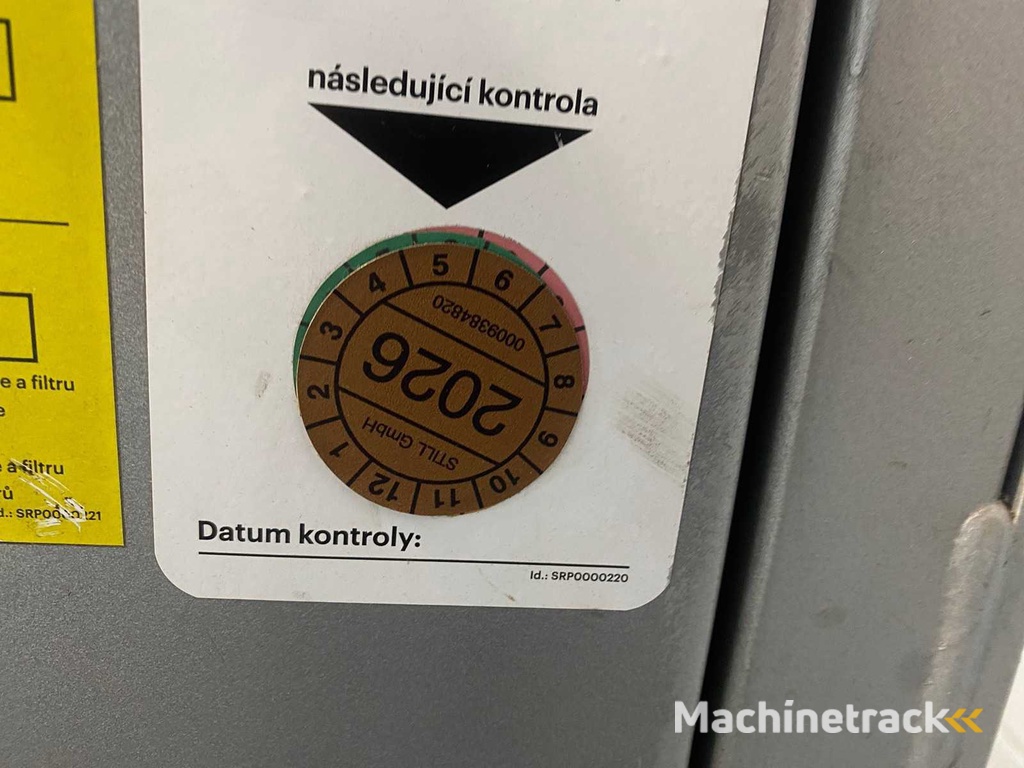 následující kontrola
4 5 6 7 8 9 10 11 12 1 2 3
0009384820
2026
STILL GmbH
Datum kontroly:
Id.: SRP0000220
e a filtru
e
e a filtru
ů
Machinetrack